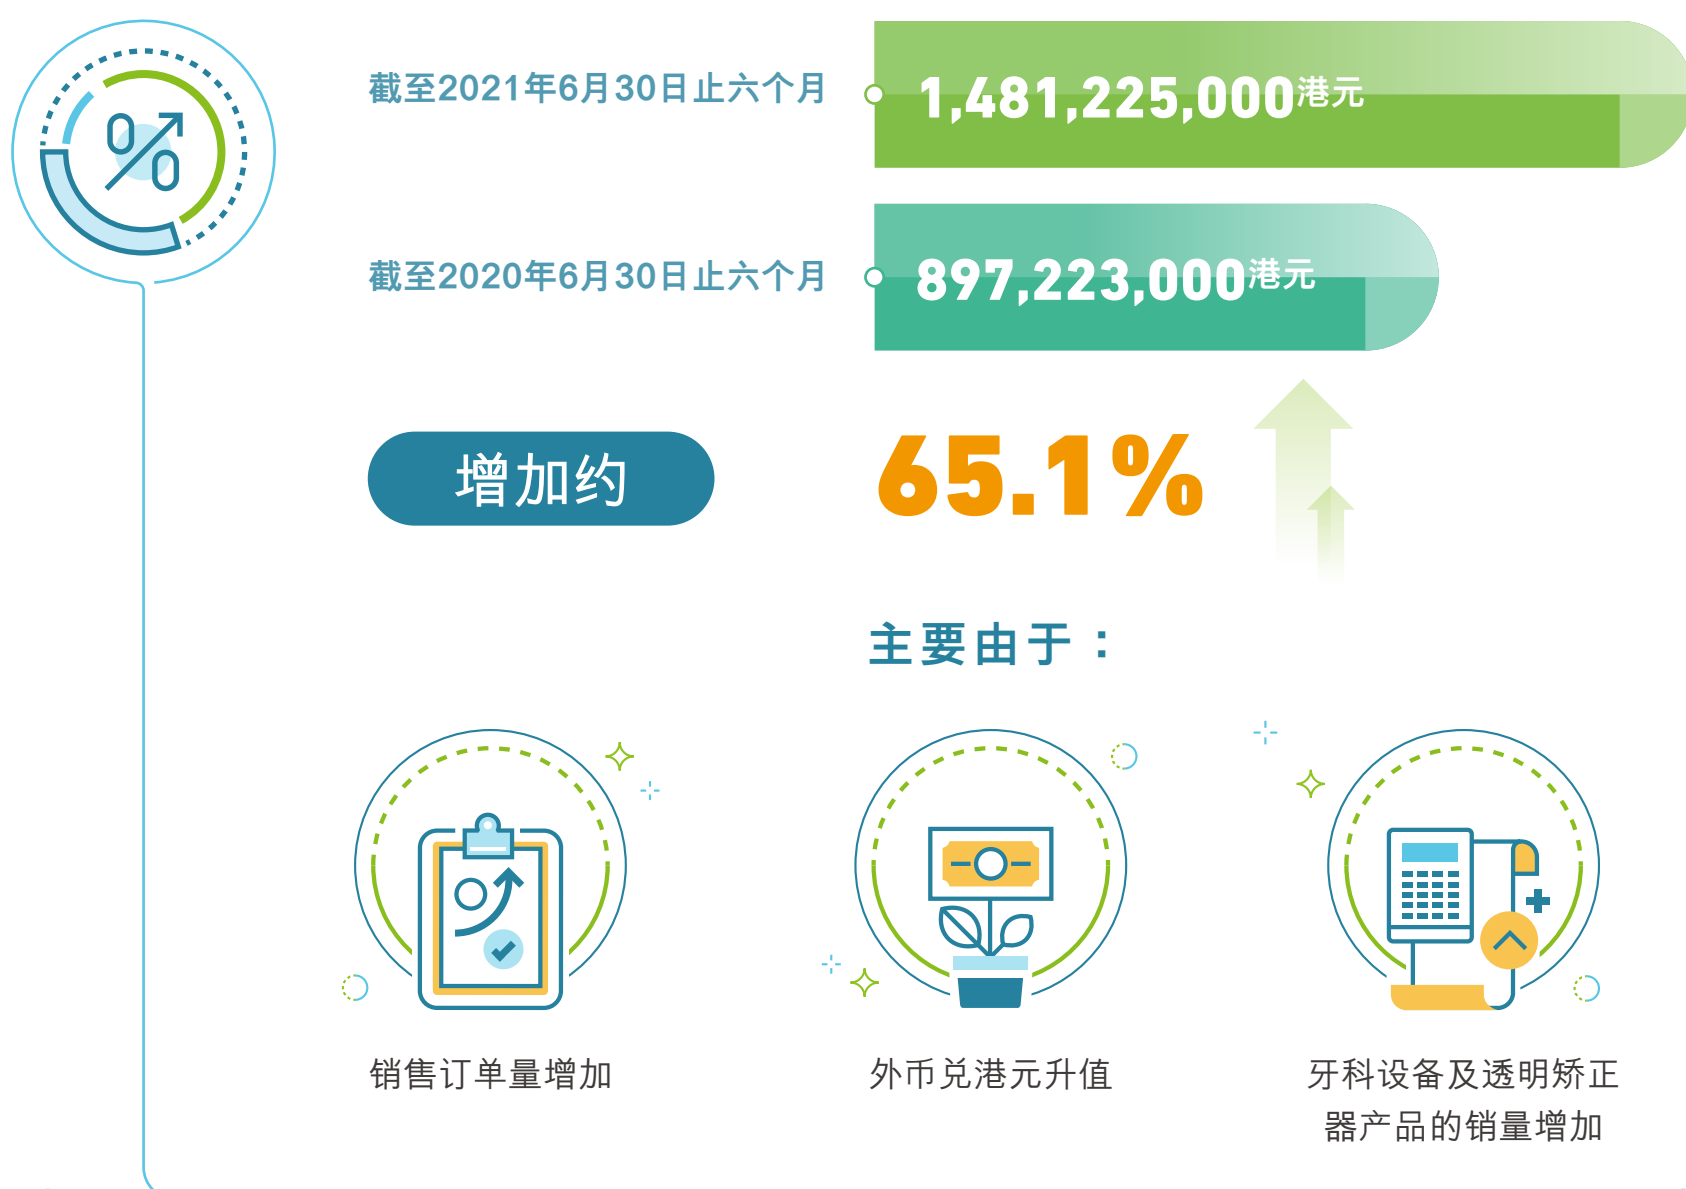 截至2021年6月30日止六个月
1,481,225,000港元
截至2020年6月30日止六个月
897,223,000港元
增加约
65.1%
主要由于：
销售订单量增加
外币兑港元升值
牙科设备及透明矫正
器产品的销量增加